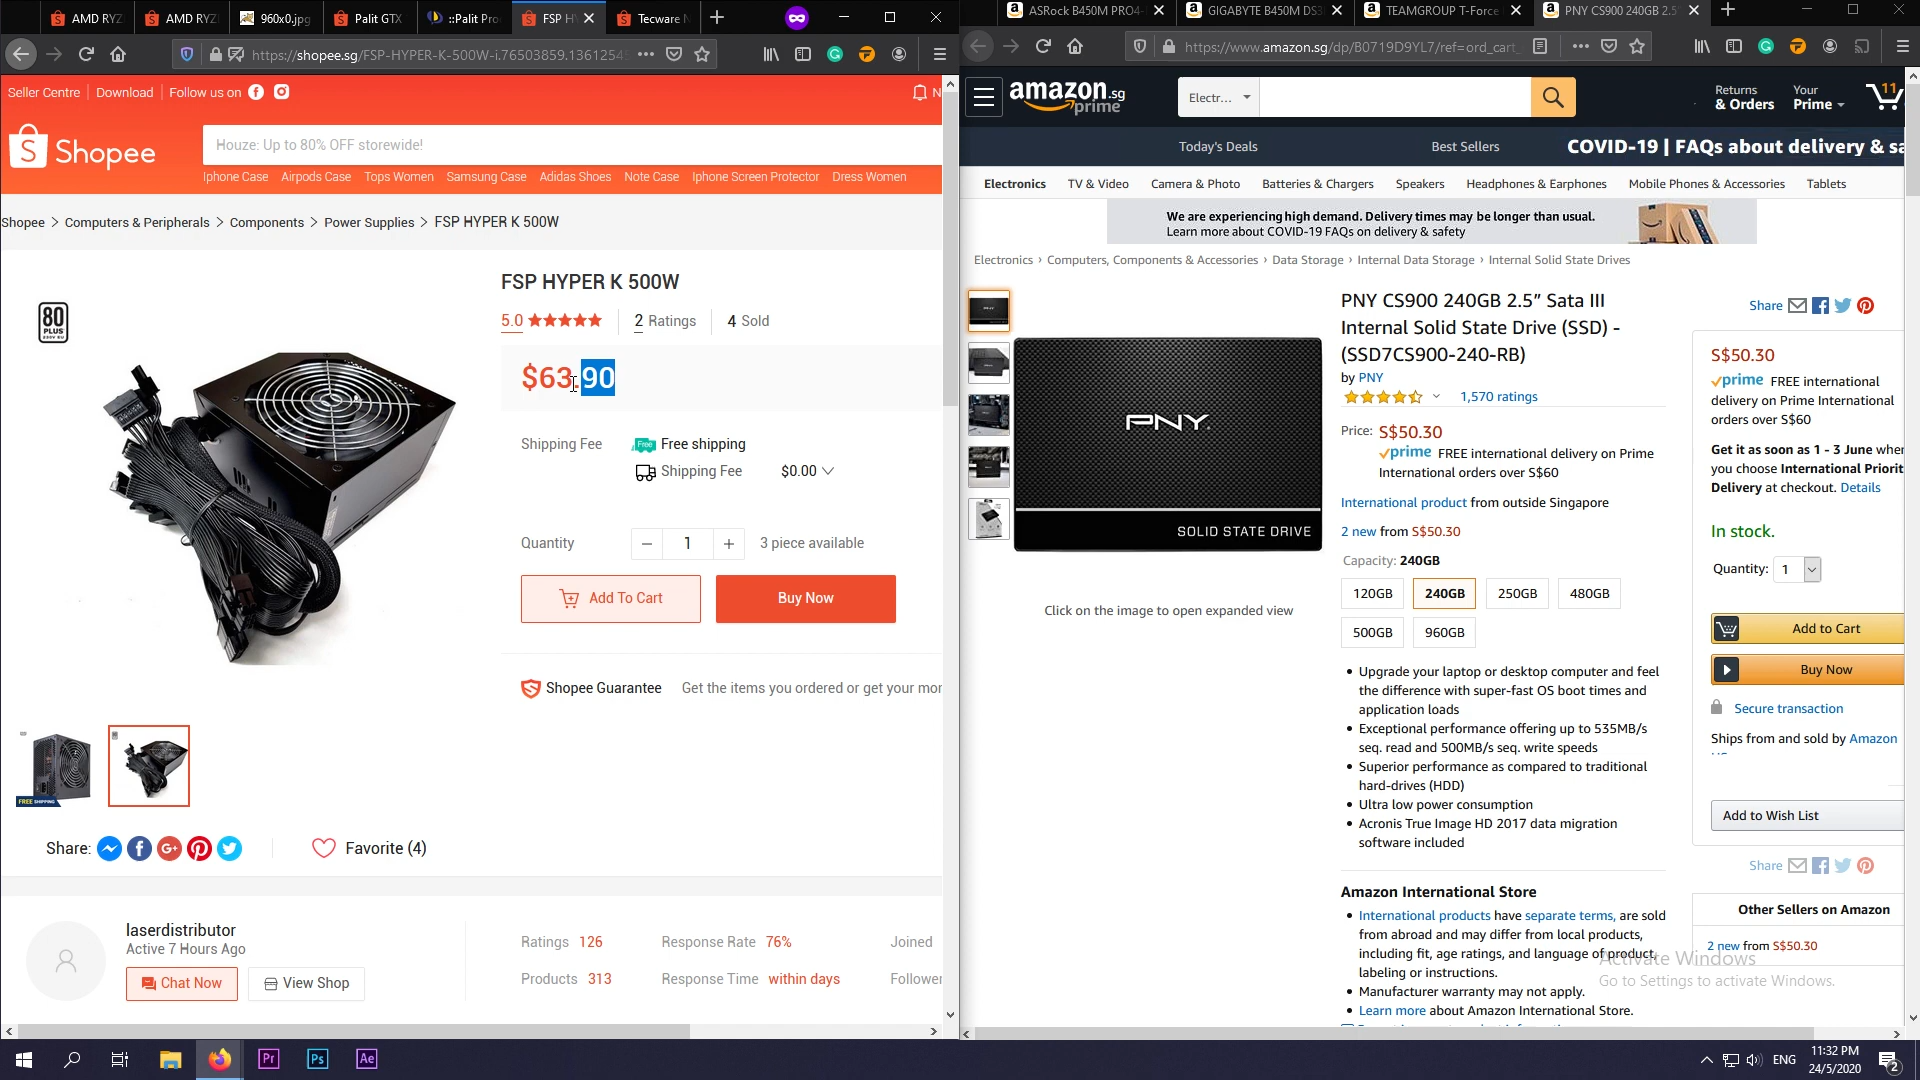 AMD RYZ
AMD RYZ
960x0.jpg
Palit GTX
::Palit Pro
FSP H
Tecware N
https://shopee.sg/FSP-HYPER-K-500W-i.76503859.13612545
Seller Centre
Download
Follow us on
Shopee
Houze: Up to 80% OFF storewide!
Iphone Case
Airpods Case
Tops Women
Samsung Case
Adidas Shoes
Note Case
Iphone Screen Protector
Dress Women
Shopee > Computers & Peripherals > Components > Power Supplies > FSP HYPER K 500W
FSP HYPER K 500W
5.0
2 Ratings
4 Sold
80
PLUS
230V EU
$63.90
Shipping Fee
Free
Free shipping
Shipping Fee
$0.00
Quantity
1
3 piece available
Add To Cart
Buy Now
Shopee Guarantee
Get the items you ordered or get your mor
FREE SHIPPING
Share:
Favorite (4)
laserdistributor
Active 7 Hours Ago
Chat Now
View Shop
Ratings 126
Response Rate 76%
Joined
Products 313
Response Time within days
Follower
ASRock B450M PRO4-
GIGABYTE B450M DS3
TEAMGROUP T-Force
PNY CS900 240GB 2.5"
https://www.amazon.sg/dp/B0719D9YL7/ref=ord_cart_
amazon.sg
prime
Electr...
Returns
& Orders
Your
Prime
11
Today's Deals
Best Sellers
COVID-19 | FAQs about delivery & sa
Electronics
TV & Video
Camera & Photo
Batteries & Chargers
Speakers
Headphones & Earphones
Mobile Phones & Accessories
Tablets
We are experiencing high demand. Delivery times may be longer than usual.
Learn more about COVID-19 FAQs on delivery & safety
Electronics › Computers, Components & Accessories › Data Storage › Internal Data Storage › Internal Solid State Drives
PNY
SOLID STATE DRIVE
Click on the image to open expanded view
PNY CS900 240GB 2.5” Sata III
Internal Solid State Drive (SSD) -
(SSD7CS900-240-RB)
by PNY
1,570 ratings
Price: S$50.30
prime FREE international delivery on Prime
International orders over S$60
International product from outside Singapore
2 new from S$50.30
Capacity: 240GB
120GB
240GB
250GB
480GB
500GB
960GB
• Upgrade your laptop or desktop computer and feel
the difference with super-fast OS boot times and
application loads
• Exceptional performance offering up to 535MB/s
seq. read and 500MB/s seq. write speeds
• Superior performance as compared to traditional
hard-drives (HDD)
• Ultra low power consumption
• Acronis True Image HD 2017 data migration
software included
Amazon International Store
• International products have separate terms, are sold
from abroad and may differ from local products,
including fit, age ratings, and language of product,
labeling or instructions.
• Manufacturer warranty may not apply.
• Learn more about Amazon International Store.
Share
S$50.30
prime FREE international
delivery on Prime International
orders over S$60
Get it as soon as 1 - 3 June wher
you choose International Priorit
Delivery at checkout. Details
In stock.
Quantity: 1
Add to Cart
Buy Now
Secure transaction
Ships from and sold by Amazon
Add to Wish List
Share
Other Sellers on Amazon
2 new from S$50.30
Activate Windows
Go to Settings to activate Windows.
Pr
Ps
Ae
ENG
11:32 PM
24/5/2020
2